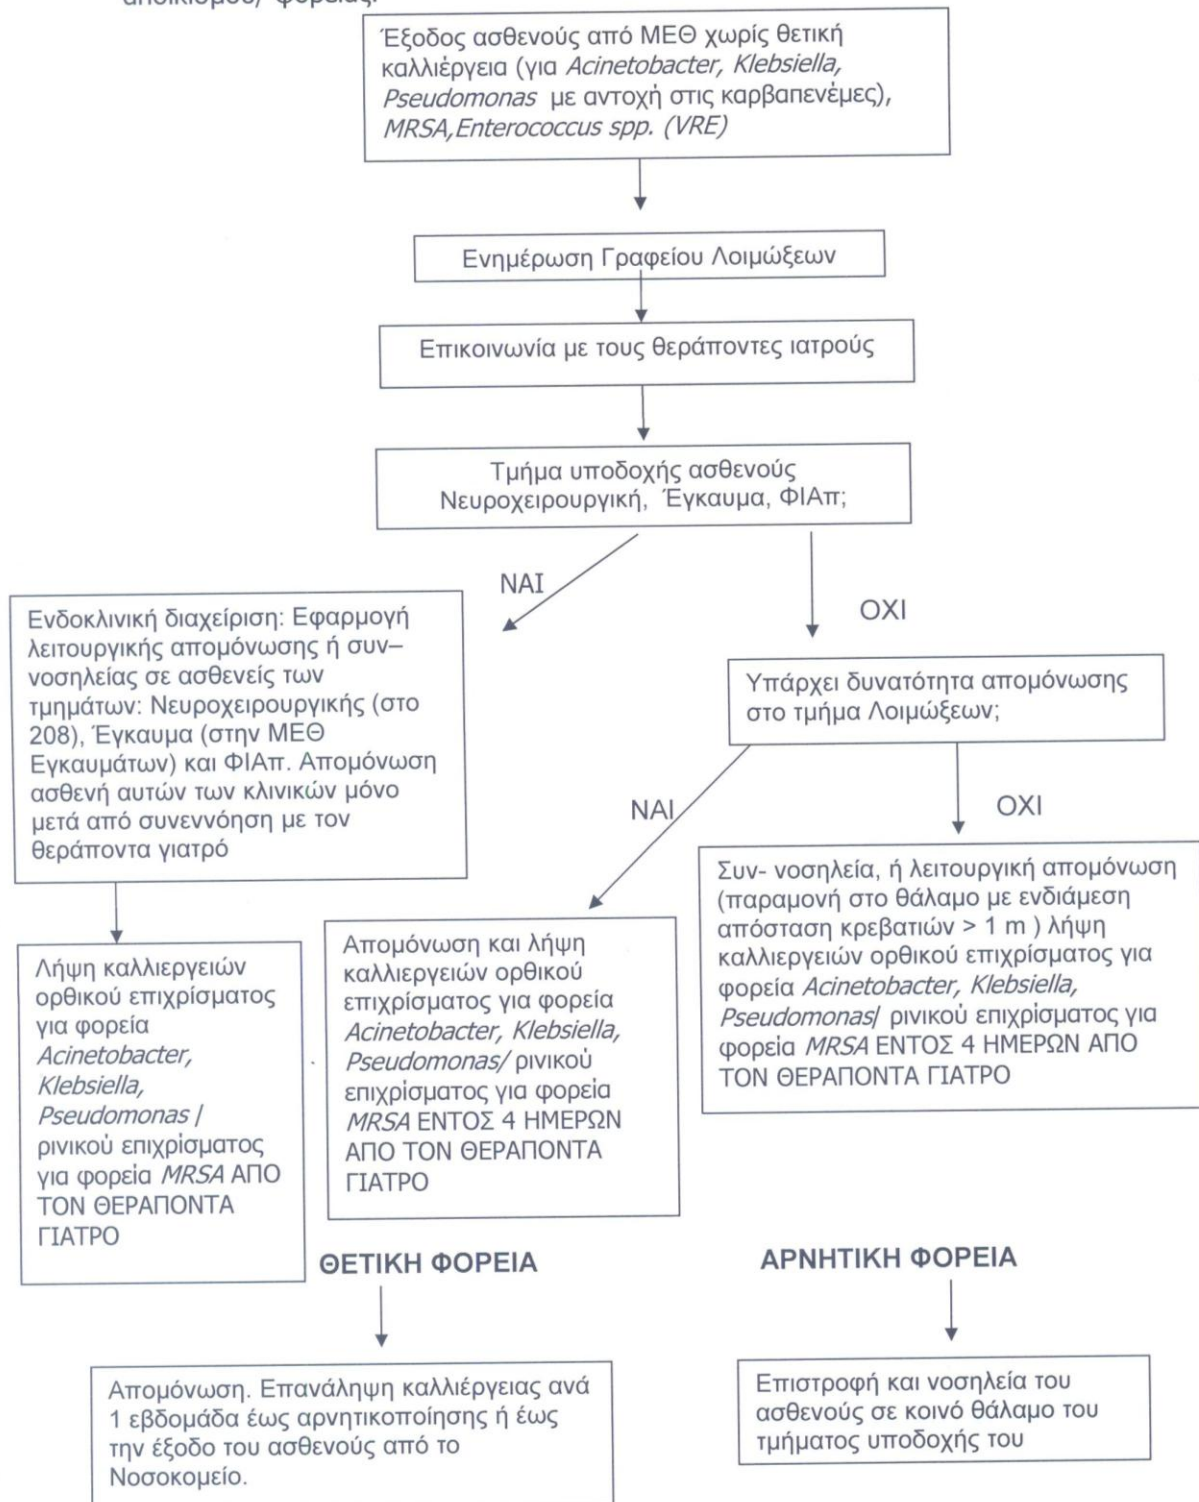 αποικισμού/ φορείας.
Έξοδος ασθενούς από ΜΕΘ χωρίς θετική
καλλιέργεια (για Acinetobacter, Klebsiella,
Pseudomonas με αντοχή στις καρβαπενέμες),
MRSA,Enterococcus spp. (VRE)
Ενημέρωση Γραφείου Λοιμώξεων
Επικοινωνία με τους θεράποντες ιατρούς
Τμήμα υποδοχής ασθενούς
Νευροχειρουργική, Έγκαυμα, ΦΙΑπ;
ΝΑΙ
ΟΧΙ
Ενδοκλινική διαχείριση: Εφαρμογή
λειτουργικής απομόνωσης ή συν–
νοσηλείας σε ασθενείς των
τμημάτων: Νευροχειρουργικής (στο
208), Έγκαυμα (στην ΜΕΘ
Εγκαυμάτων) και ΦΙΑπ. Απομόνωση
ασθενή αυτών των κλινικών μόνο
μετά από συνεννόηση με τον
θεράποντα γιατρό
Υπάρχει δυνατότητα απομόνωσης
στο τμήμα Λοιμώξεων;
ΝΑΙ
ΟΧΙ
Λήψη καλλιεργειών
ορθικού επιχρίσματος
για φορεία
Acinetobacter,
Klebsiella,
Pseudomonas |
ρινικού επιχρίσματος
για φορεία MRSA ΑΠΟ
ΤΟΝ ΘΕΡΑΠΟΝΤΑ
ΓΙΑΤΡΟ
Απομόνωση και λήψη
καλλιεργειών ορθικού
επιχρίσματος για φορεία
Acinetobacter, Klebsiella,
Pseudomonas/ ρινικού
επιχρίσματος για φορεία
MRSA ΕΝΤΟΣ 4 ΗΜΕΡΩΝ
ΑΠΟ ΤΟΝ ΘΕΡΑΠΟΝΤΑ
ΓΙΑΤΡΟ
Συν- νοσηλεία, ή λειτουργική απομόνωση
(παραμονή στο θάλαμο με ενδιάμεση
απόσταση κρεβατιών > 1 m ) λήψη
καλλιεργειών ορθικού επιχρίσματος για
φορεία Acinetobacter, Klebsiella,
Pseudomonas/ ρινικού επιχρίσματος για
φορεία MRSA ΕΝΤΟΣ 4 ΗΜΕΡΩΝ ΑΠΟ
ΤΟΝ ΘΕΡΑΠΟΝΤΑ ΓΙΑΤΡΟ
ΘΕΤΙΚΗ ΦΟΡΕΙΑ
ΑΡΝΗΤΙΚΗ ΦΟΡΕΙΑ
Απομόνωση. Επανάληψη καλλιέργειας ανά
1 εβδομάδα έως αρνητικοποίησης ή έως
την έξοδο του ασθενούς από το
Νοσοκομείο.
Επιστροφή και νοσηλεία του
ασθενούς σε κοινό θάλαμο του
τμήματος υποδοχής του